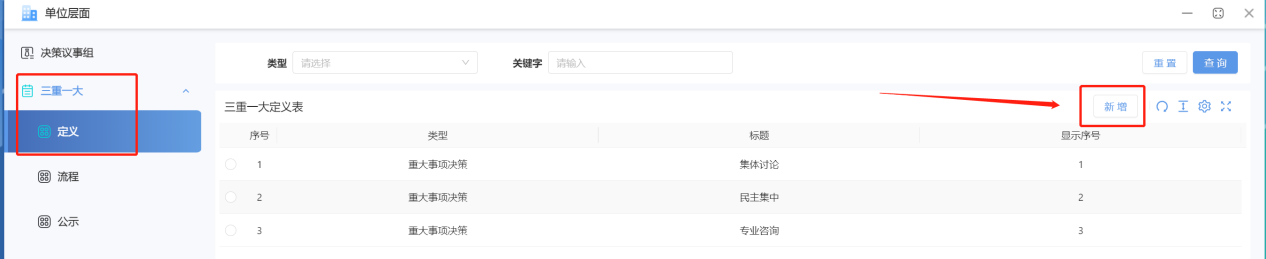 单位层面
决策议事组
三重一大
定义
流程
公示
类型 请选择 关键字 请输入 重置 查询
三重一大定义表 新增
序号 类型 标题 显示序号
1 重大事项决策 集体讨论 1
2 重大事项决策 民主集中 2
3 重大事项决策 专业咨询 3